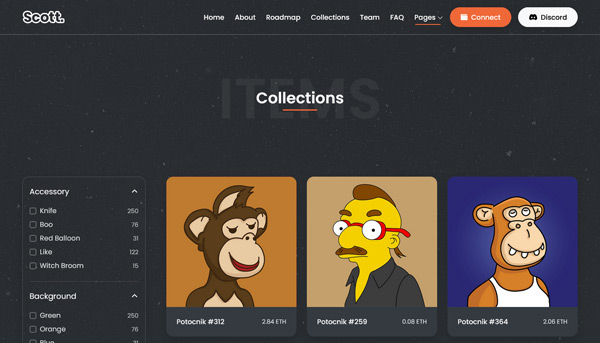 Scott.
Home About Roadmap Collections Team FAQ Pages Connect Discord
ITEMS
Collections
Accessory
Knife 250
Boo 76
Red Balloon 31
Like 122
Witch Broom 15
Background
Green 250
Orange 76
Blue 31
Potocnik #312 2.84 ETH
Potocnik #259 0.08 ETH
Potocnik #364 2.06 ETH